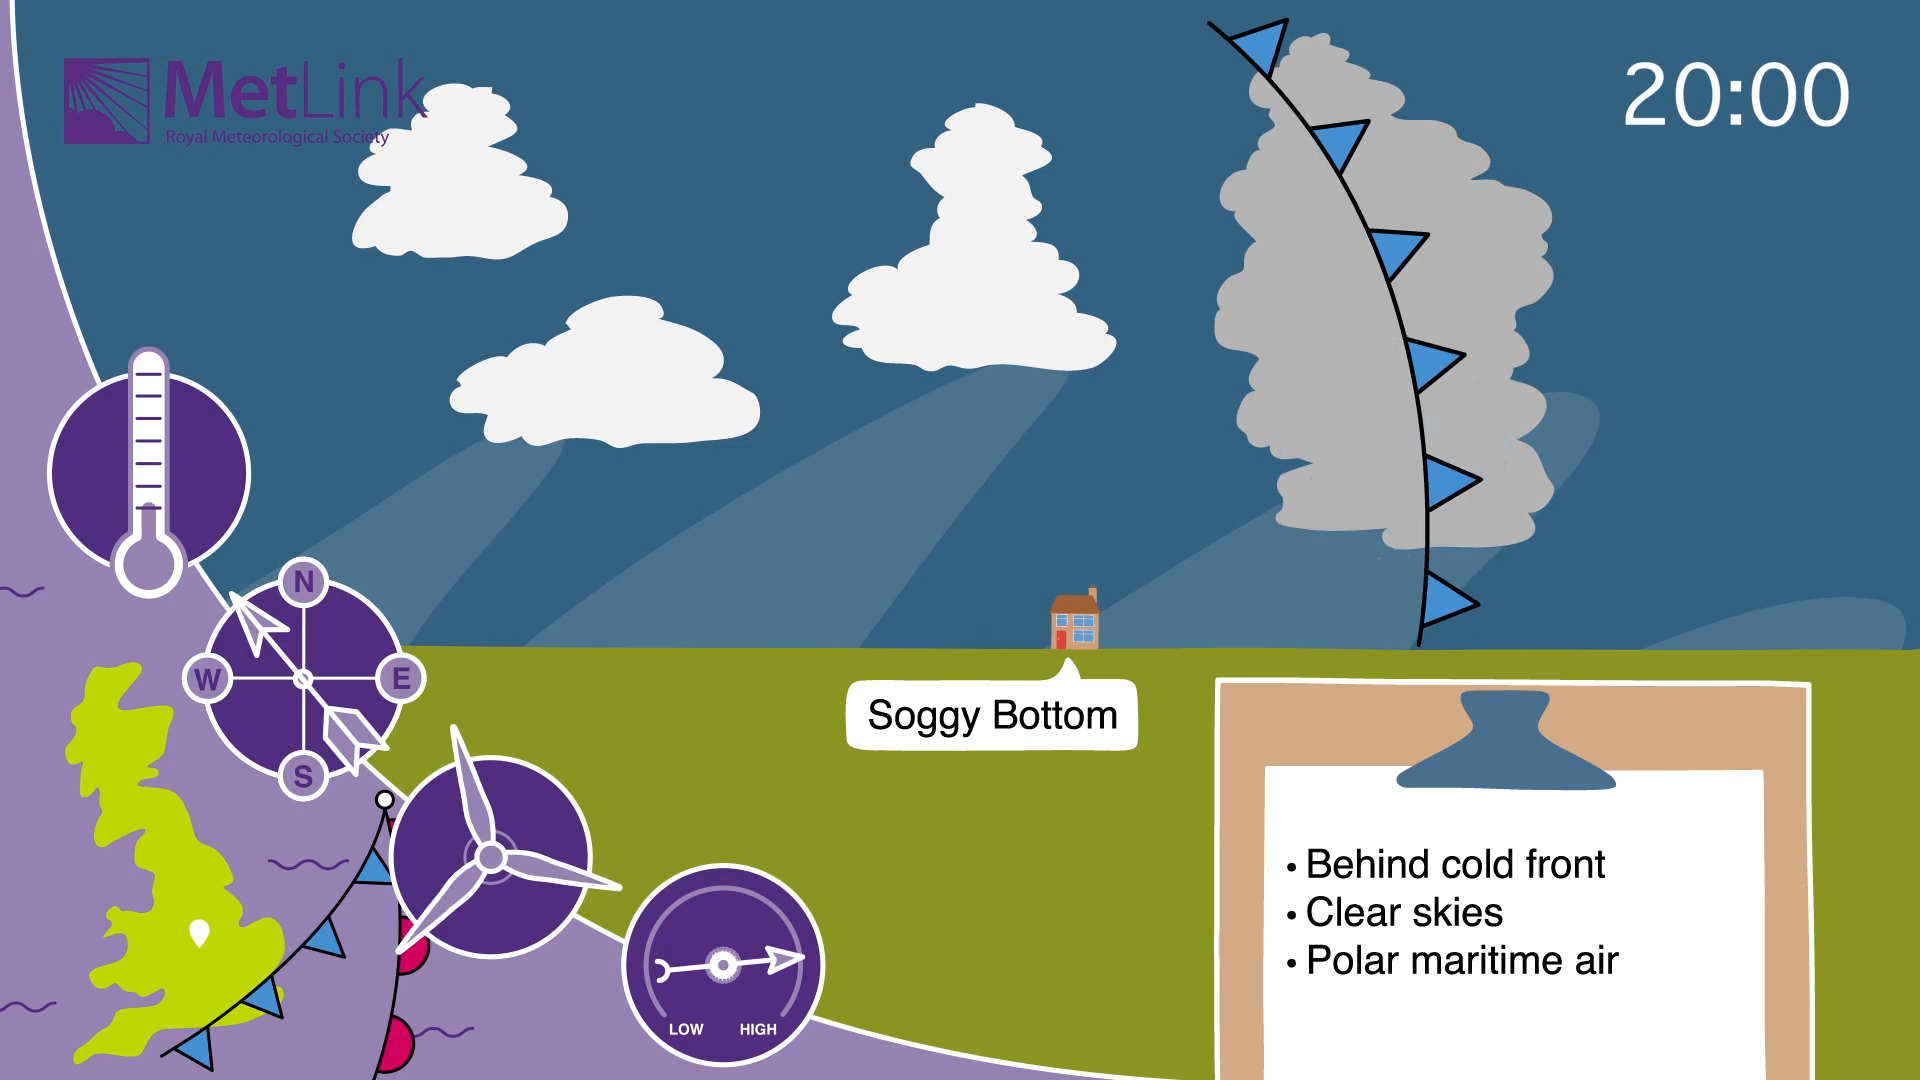 MetLink
Royal Meteorological Society
20:00
N
W
E
S
Soggy Bottom
LOW HIGH
• Behind cold front
• Clear skies
• Polar maritime air